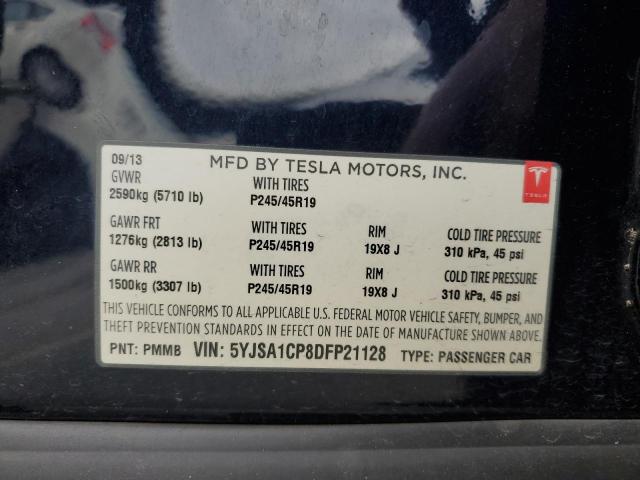 09/13 MFD BY TESLA MOTORS, INC.
GVWR WITH TIRES
2590kg (5710 lb) P245/45R19
GAWR FRT WITH TIRES RIM COLD TIRE PRESSURE
1276kg (2813 lb) P245/45R19 19X8 J 310 kPa, 45 psi
GAWR RR WITH TIRES RIM COLD TIRE PRESSURE
1500kg (3307 lb) P245/45R19 19X8 J 310 kPa, 45 psi
THIS VEHICLE CONFORMS TO ALL APPLICABLE U.S. FEDERAL MOTOR VEHICLE SAFETY, BUMPER, AND
THEFT PREVENTION STANDARDS IN EFFECT ON THE DATE OF MANUFACTURE SHOWN ABOVE.
PNT: PMMB VIN: 5YJSA1CP8DFP21128 TYPE: PASSENGER CAR